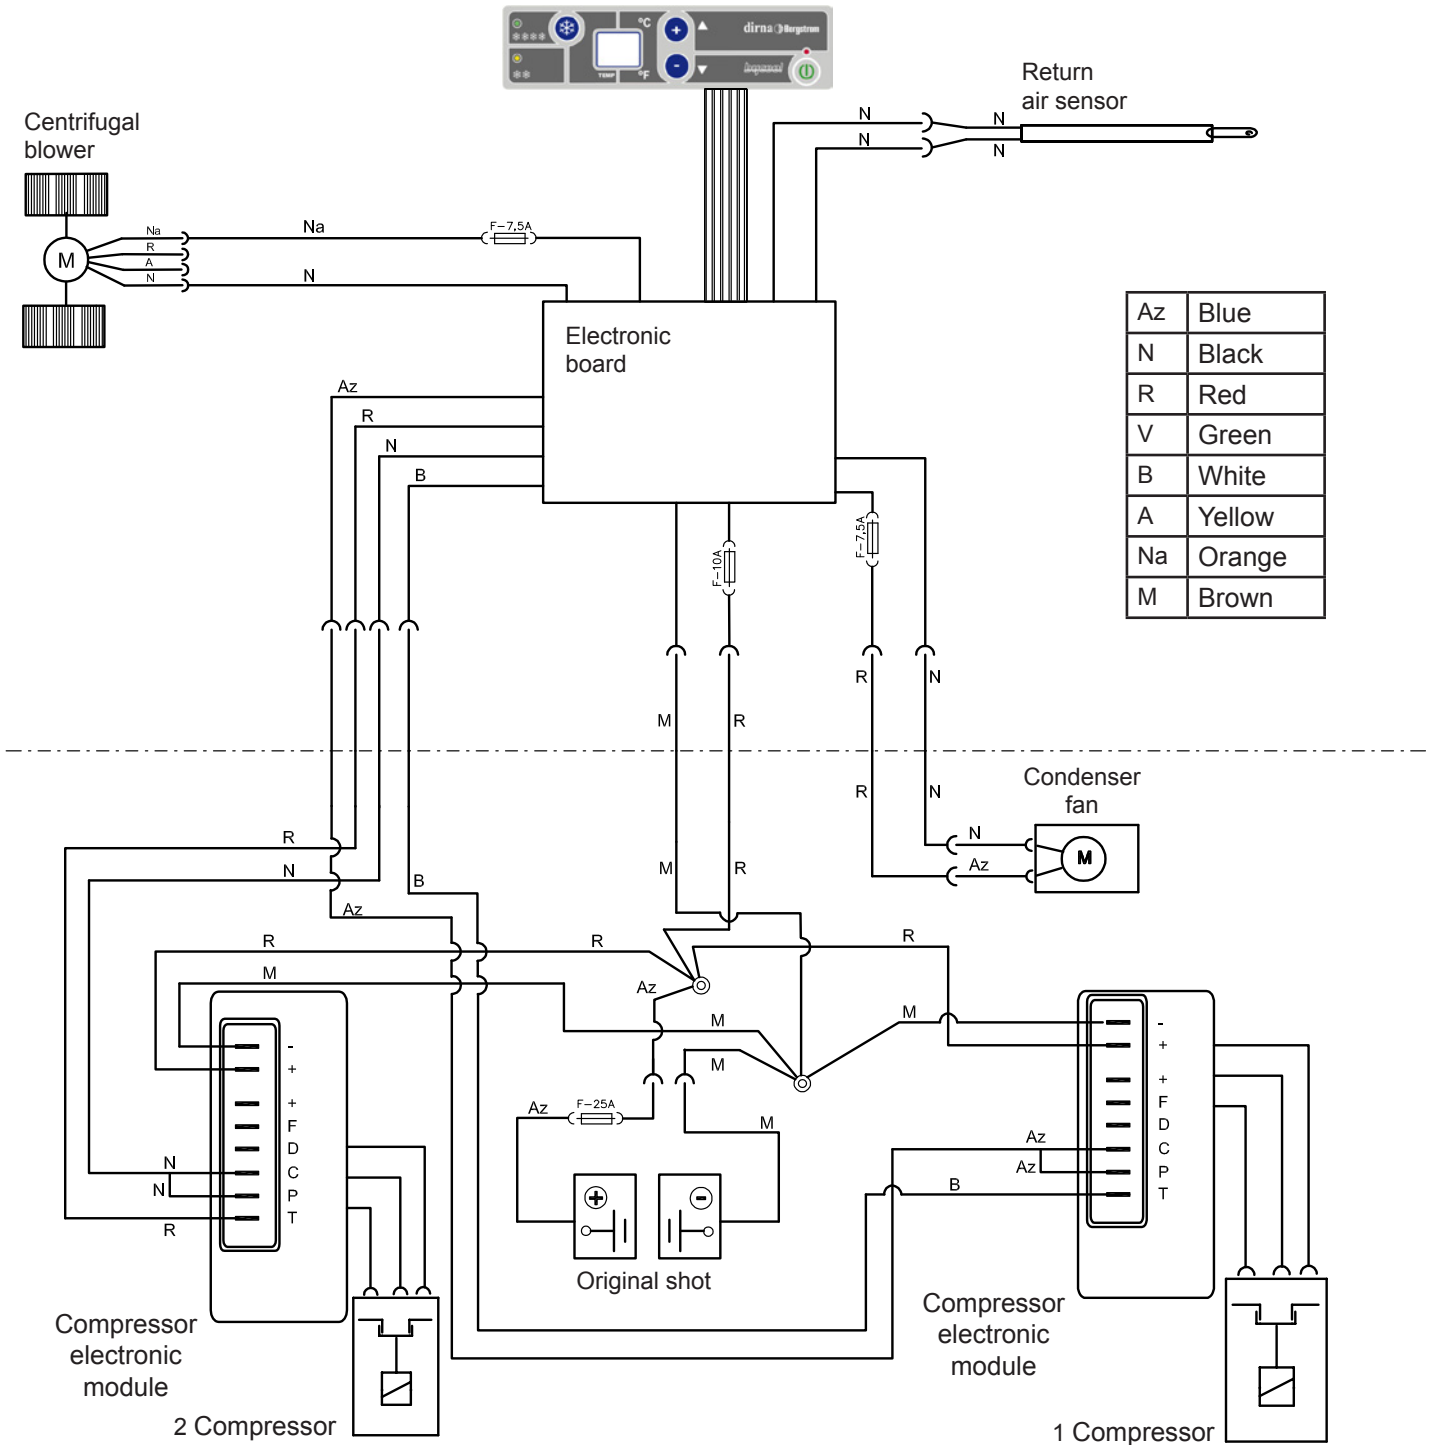 °C
dirna Bergstrom
TEMP
°F
Return
air sensor
N
N
N
N
Centrifugal
blower
M
Na
R
A
N
Na
N
F-7,5A
Electronic
board
Az Blue
N Black
R Red
V Green
B White
A Yellow
Na Orange
M Brown
Az
R
N
B
F-10A
F-7,5A
R
N
M
R
R
N
Condenser
fan
N
Az
M
R
N
B
Az
M
R
R
M
R
Az
M
M
R
M
-
+
+
F
D
C
P
T
N
N
R
Az
F-25A
M
+
-
Original shot
-
+
+
F
D
C
P
T
Az
Az
B
Compressor
electronic
module
2 Compressor
Compressor
electronic
module
1 Compressor